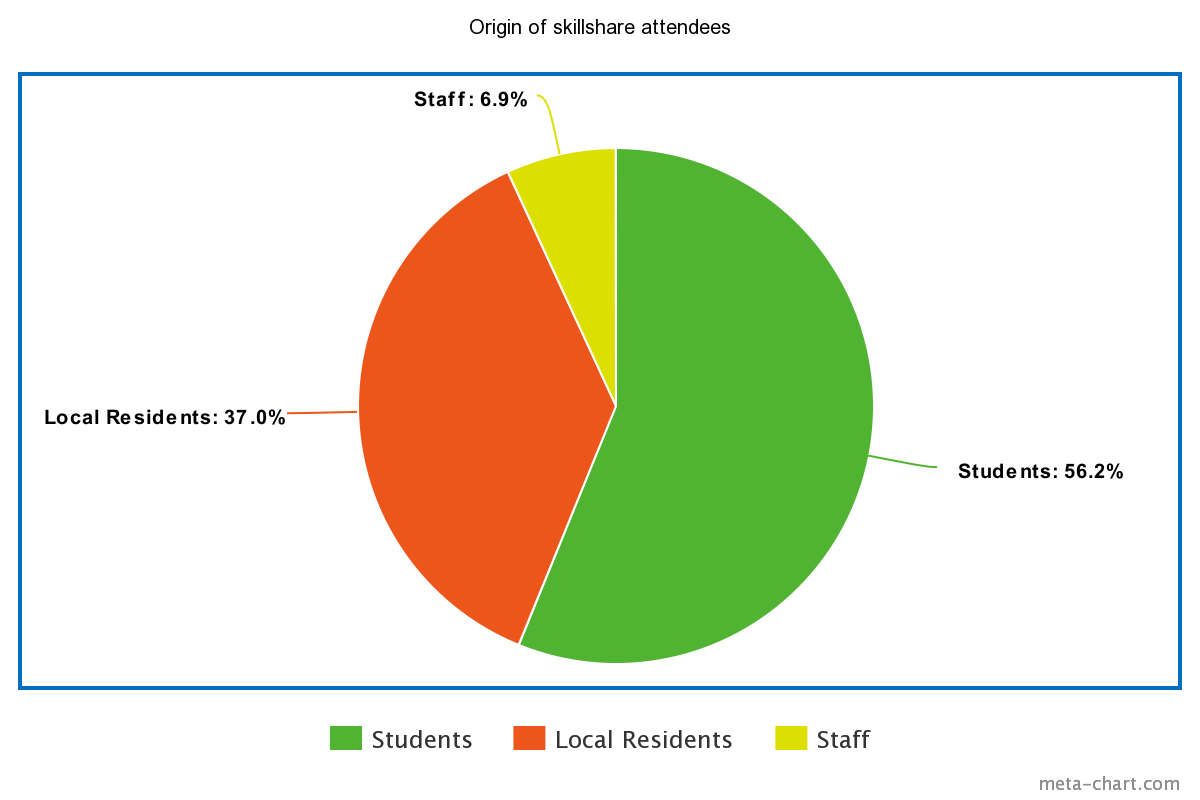 Origin of skillshare attendees
Staff: 6.9%
Local Residents: 37.0%
Students: 56.2%
Students Local Residents Staff
meta-chart.com